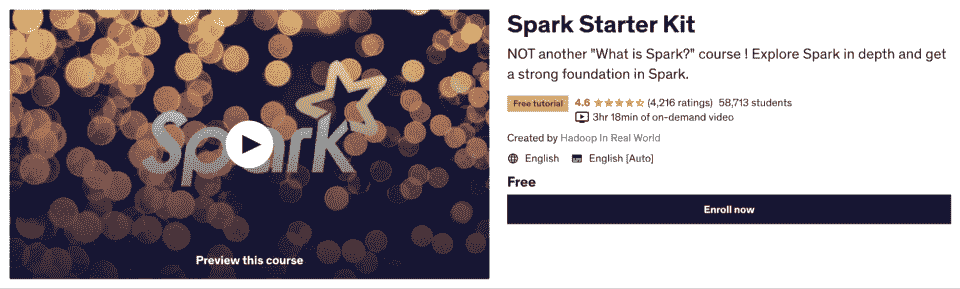 Spark
Preview this course
Spark Starter Kit
NOT another "What is Spark?" course ! Explore Spark in depth and get
a strong foundation in Spark.
Free tutorial 4.6 (4,216 ratings) 58,713 students
3hr 18min of on-demand video
Created by Hadoop In Real World
English English [Auto]
Free
Enroll now